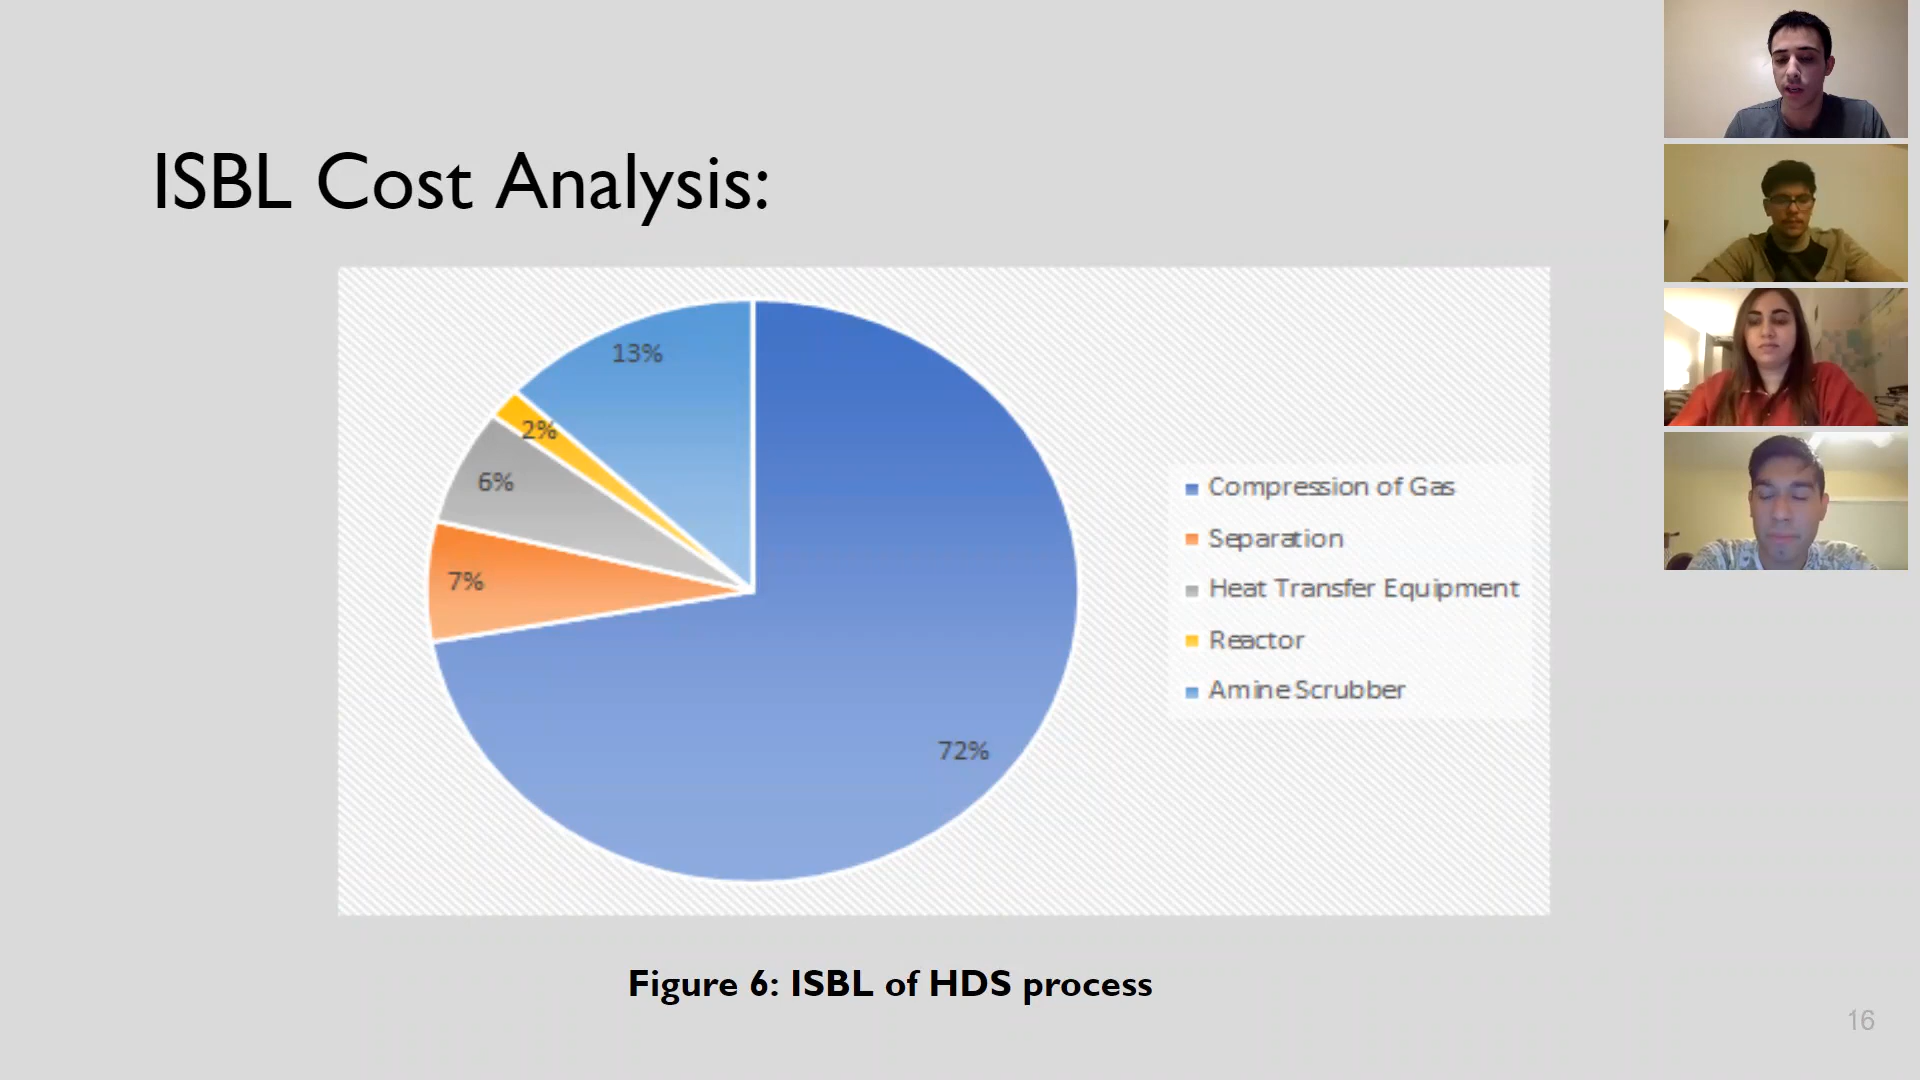 ISBL Cost Analysis:
13%
2%
6%
7%
72%
Compression of Gas
Separation
Heat Transfer Equipment
Reactor
Amine Scrubber
Figure 6: ISBL of HDS process
16